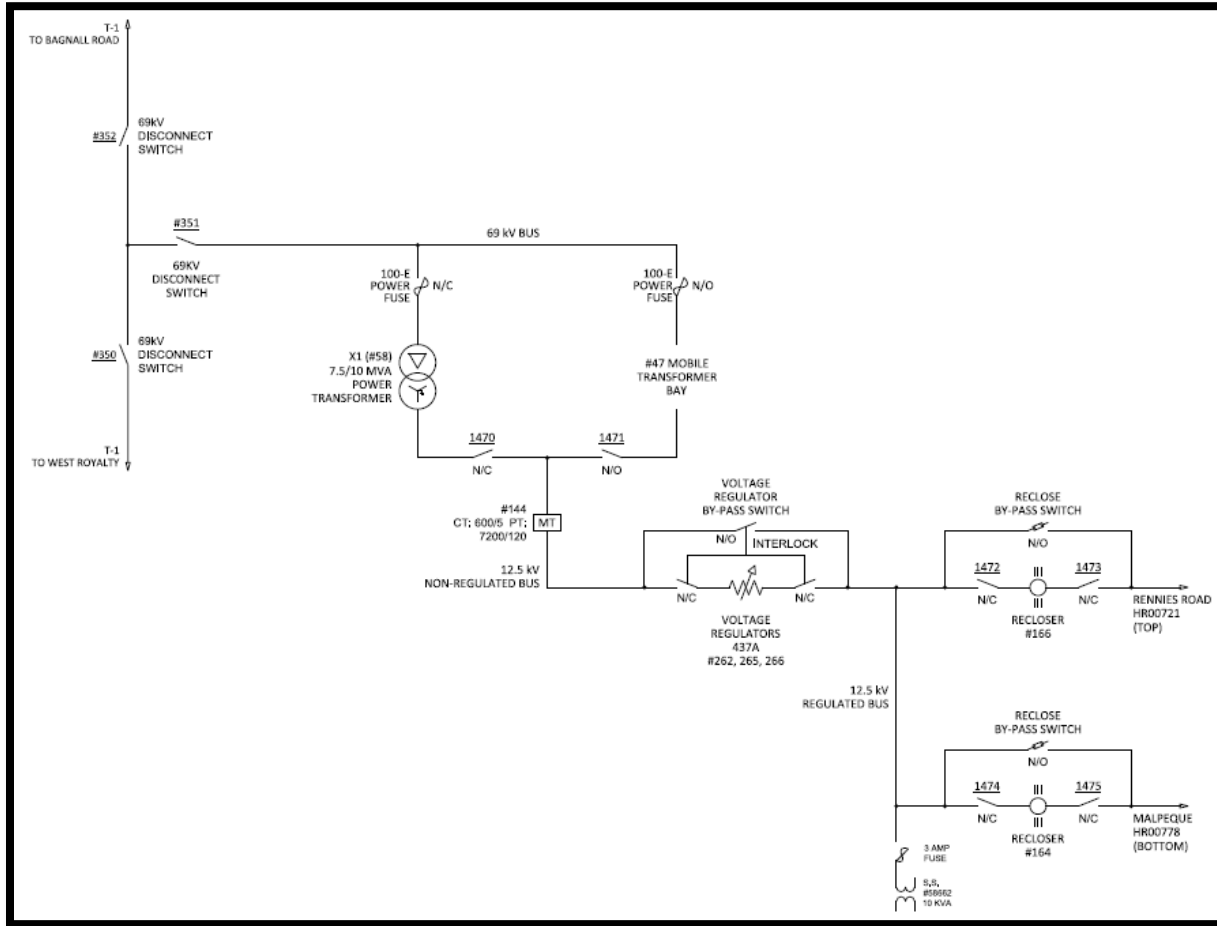 T-1
TO BAGNALL ROAD
#352
69kV
DISCONNECT
SWITCH
#351
69KV
DISCONNECT
SWITCH
69 kV BUS
100-E
POWER
FUSE
N/C
100-E
POWER
FUSE
N/O
#350
69kV
DISCONNECT
SWITCH
X1 (#58)
7.5/10 MVA
POWER
TRANSFORMER
#47 MOBILE
TRANSFORMER
BAY
T-1
TO WEST ROYALTY
1470
N/C
1471
N/O
#144
CT; 600/5 PT;
7200/120
MT
12.5 kV
NON-REGULATED BUS
VOLTAGE
REGULATOR
BY-PASS SWITCH
N/O
INTERLOCK
N/C
N/C
VOLTAGE
REGULATORS
437A
#262, 265, 266
RECLOSE
BY-PASS SWITCH
N/O
1472
N/C
1473
N/C
RECLOSER
#166
RENNIES ROAD
HR00721
(TOP)
12.5 kV
REGULATED BUS
RECLOSE
BY-PASS SWITCH
N/O
1474
N/C
1475
N/C
RECLOSER
#164
MALPEQUE
HR00778
(BOTTOM)
3 AMP
FUSE
S.S.
#58662
10 KVA